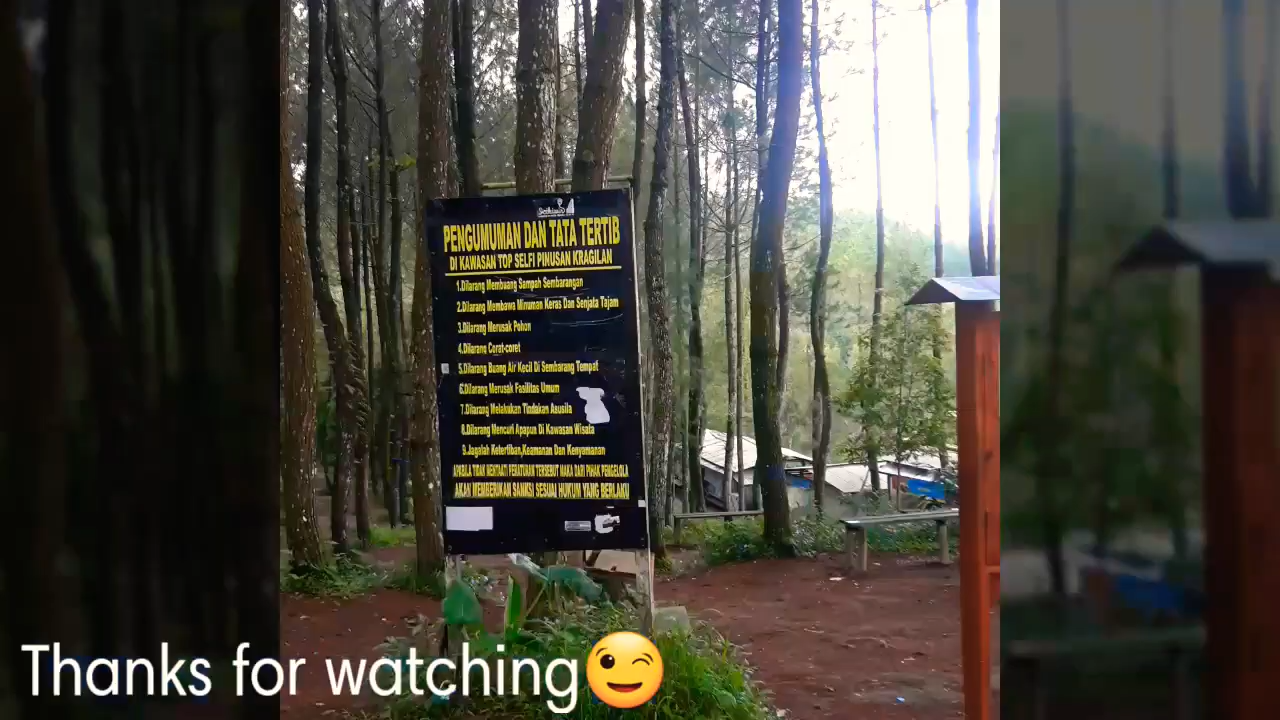 PENGUMUMAN DAN TATA TERTIB
DI KAWASAN TOP SELFI PINUSAN KRAGILAN
1.Dilarang Membuang Sampah Sembarangan
2.Dilarang Membawa Minuman Keras Dan Senjata Tajam
3.Dilarang Merusak Pohon
4.Dilarang Corat-coret
5.Dilarang Buang Air Kecil Di Sembarang Tempat
6.Dilarang Merusak Fasilitas Umum
7.Dilarang Melakukan Tindakan Asusila
8.Dilarang Mencuri Apapun Di Kawasan Wisata
9.Jagalah Ketertiban,Keamanan Dan Kenyamanan
APABILA TIDAK MENTAATI PERATURAN TERSEBUT MAKA DARI PIHAK PENGELOLA
AKAN MEMBERIKAN SANKSI SESUAI HUKUM YANG BERLAKU
Thanks for watching😉